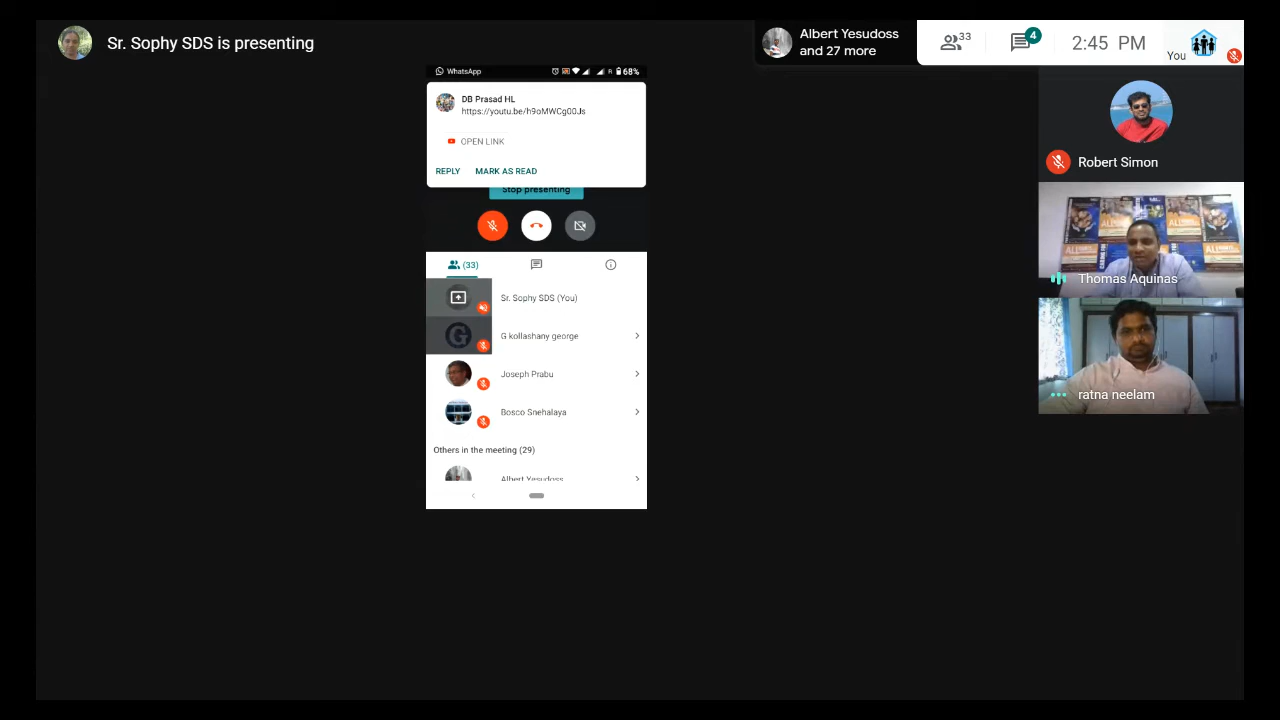 Sr. Sophy SDS is presenting
Albert Yesudoss
and 27 more
33
4
2:45 PM
You
WhatsApp
R 68%
DB Prasad HL
https://youtu.be/h9oMWCg00Js
OPEN LINK
REPLY MARK AS READ
Stop presenting
(33)
Sr. Sophy SDS (You)
G
G kollashany george
Joseph Prabu
Bosco Snehalaya
Others in the meeting (29)
Albert Yesudoss
Robert Simon
Thomas Aquinas
ratna neelam